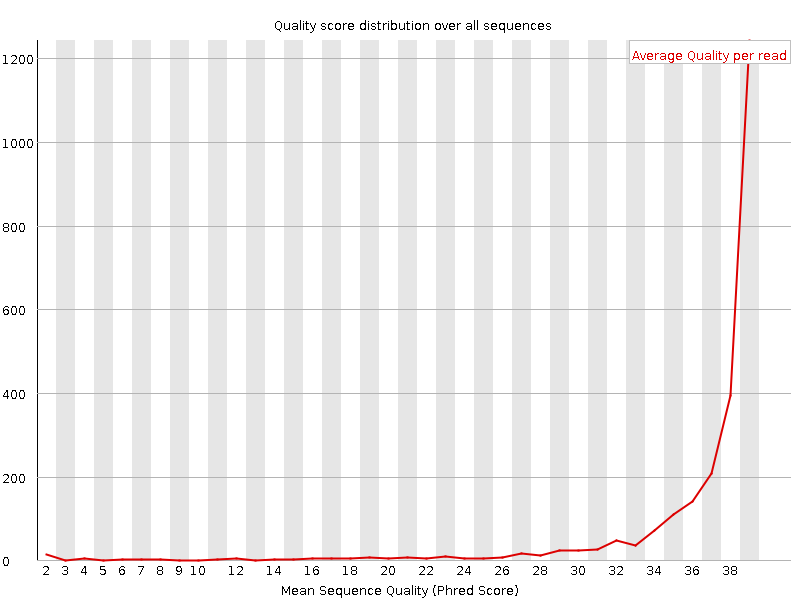 Quality score distribution over all sequences
Average Quality per read
1200
1000
800
600
400
200
0
2 3 4 5 6 7 8 9 10 12 14 16 18 20 22 24 26 28 30 32 34 36 38
Mean Sequence Quality (Phred Score)